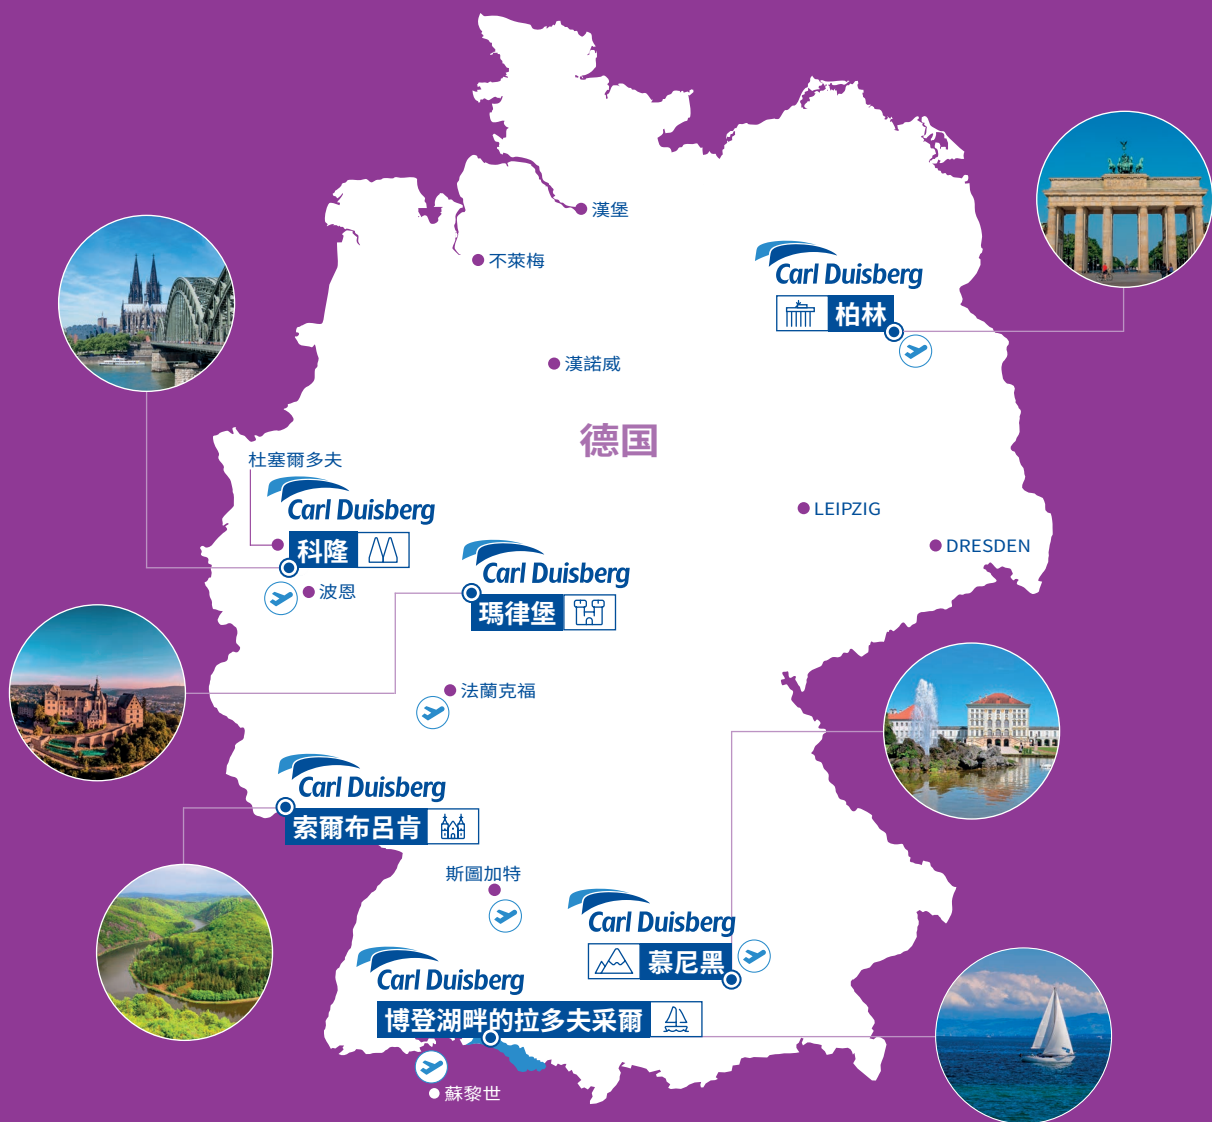 漢堡
不萊梅
Carl Duisberg
柏林
漢諾威
德国
杜塞爾多夫
Carl Duisberg
科隆
波恩
LEIPZIG
DRESDEN
Carl Duisberg
瑪律堡
法蘭克福
Carl Duisberg
索爾布呂肯
斯圖加特
Carl Duisberg
慕尼黑
Carl Duisberg
博登湖畔的拉多夫采爾
蘇黎世